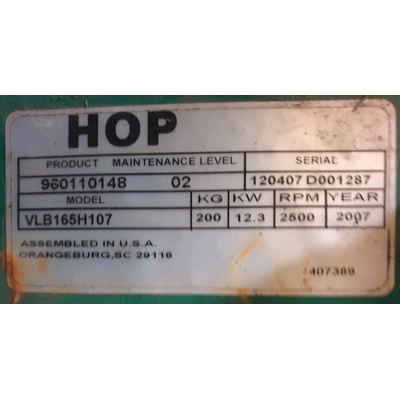 HOP
PRODUCT MAINTENANCE LEVEL SERIAL
960110148 02 120407 D001287
MODEL KG KW RPM YEAR
VLB165H107 200 12.3 2500 2007
ASSEMBLED IN U.S.A.
ORANGEBURG,SC 29116
407389